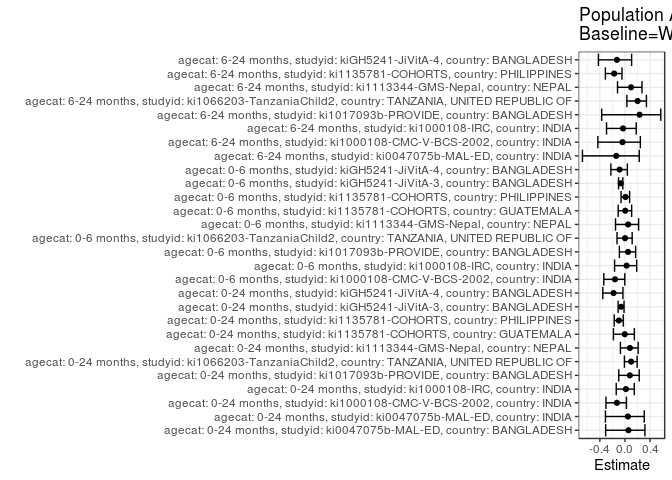 Population A
Baseline=W
agecat: 6-24 months, studyid: kiGH5241-JiVitA-4, country: BANGLADESH
agecat: 6-24 months, studyid: ki1135781-COHORTS, country: PHILIPPINES
agecat: 6-24 months, studyid: ki1113344-GMS-Nepal, country: NEPAL
agecat: 6-24 months, studyid: ki1066203-TanzaniaChild2, country: TANZANIA, UNITED REPUBLIC OF
agecat: 6-24 months, studyid: ki1017093b-PROVIDE, country: BANGLADESH
agecat: 6-24 months, studyid: ki1000108-IRC, country: INDIA
agecat: 6-24 months, studyid: ki1000108-CMC-V-BCS-2002, country: INDIA
agecat: 6-24 months, studyid: ki0047075b-MAL-ED, country: INDIA
agecat: 0-6 months, studyid: kiGH5241-JiVitA-4, country: BANGLADESH
agecat: 0-6 months, studyid: kiGH5241-JiVitA-3, country: BANGLADESH
agecat: 0-6 months, studyid: ki1135781-COHORTS, country: PHILIPPINES
agecat: 0-6 months, studyid: ki1135781-COHORTS, country: GUATEMALA
agecat: 0-6 months, studyid: ki1113344-GMS-Nepal, country: NEPAL
agecat: 0-6 months, studyid: ki1066203-TanzaniaChild2, country: TANZANIA, UNITED REPUBLIC OF
agecat: 0-6 months, studyid: ki1017093b-PROVIDE, country: BANGLADESH
agecat: 0-6 months, studyid: ki1000108-IRC, country: INDIA
agecat: 0-6 months, studyid: ki1000108-CMC-V-BCS-2002, country: INDIA
agecat: 0-24 months, studyid: kiGH5241-JiVitA-4, country: BANGLADESH
agecat: 0-24 months, studyid: kiGH5241-JiVitA-3, country: BANGLADESH
agecat: 0-24 months, studyid: ki1135781-COHORTS, country: PHILIPPINES
agecat: 0-24 months, studyid: ki1135781-COHORTS, country: GUATEMALA
agecat: 0-24 months, studyid: ki1113344-GMS-Nepal, country: NEPAL
agecat: 0-24 months, studyid: ki1066203-TanzaniaChild2, country: TANZANIA, UNITED REPUBLIC OF
agecat: 0-24 months, studyid: ki1017093b-PROVIDE, country: BANGLADESH
agecat: 0-24 months, studyid: ki1000108-IRC, country: INDIA
agecat: 0-24 months, studyid: ki1000108-CMC-V-BCS-2002, country: INDIA
agecat: 0-24 months, studyid: ki0047075b-MAL-ED, country: INDIA
agecat: 0-24 months, studyid: ki0047075b-MAL-ED, country: BANGLADESH
-0.4 0.0 0.4
Estimate